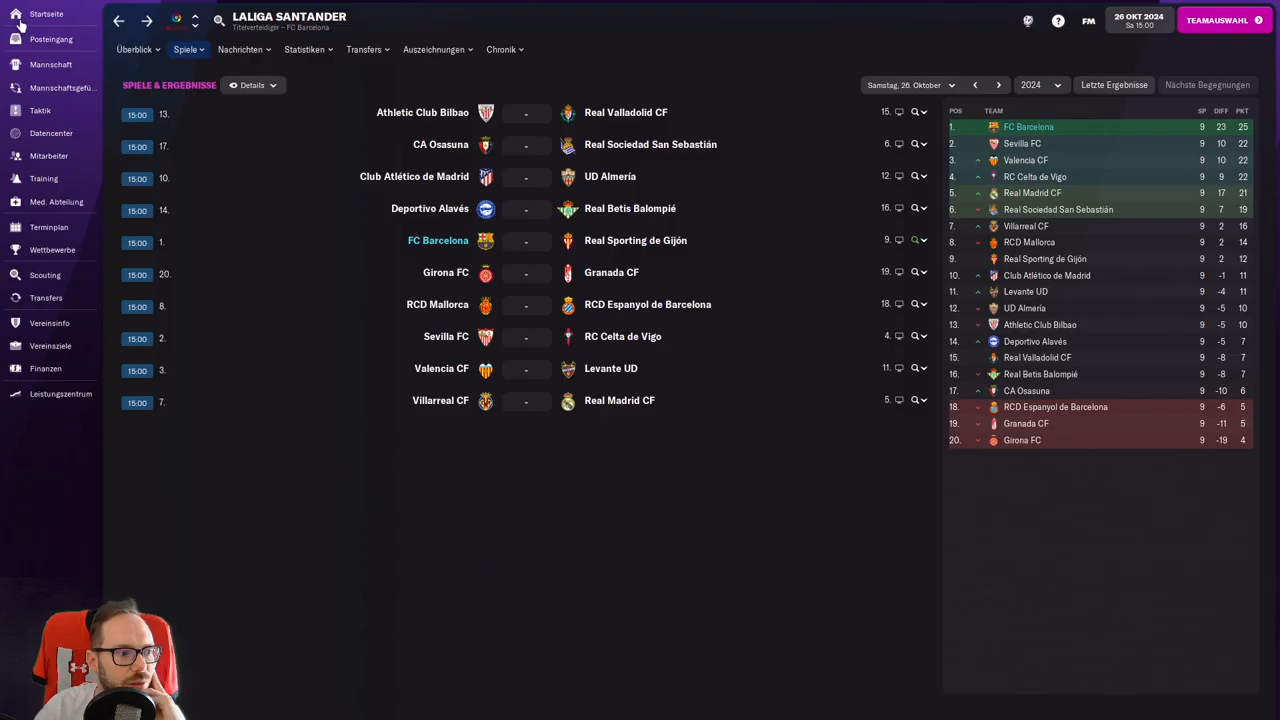 Startseite
Posteingang
Mannschaft
Mannschaftsgefü...
Taktik
Datencenter
Mitarbeiter
Training
Med. Abteilung
Terminplan
Wettbewerbe
Scouting
Transfers
Vereinsinfo
Vereinsziele
Finanzen
Leistungszentrum
LALIGA SANTANDER
Titelverteidiger - FC Barcelona
FM
26 OKT 2024
Sa 15:00
TEAMAUSWAHL
Überblick Spiele Nachrichten Statistiken Transfers Auszeichnungen Chronik
SPIELE & ERGEBNISSE Details
Samstag, 26. Oktober 2024 Letzte Ergebnisse Nächste Begegnungen
15:00 13. Athletic Club Bilbao - Real Valladolid CF 15.
15:00 17. CA Osasuna - Real Sociedad San Sebastián 6.
15:00 10. Club Atlético de Madrid - UD Almería 12.
15:00 14. Deportivo Alavés - Real Betis Balompié 16.
15:00 1. FC Barcelona - Real Sporting de Gijón 9.
15:00 20. Girona FC - Granada CF 19.
15:00 8. RCD Mallorca - RCD Espanyol de Barcelona 18.
15:00 2. Sevilla FC - RC Celta de Vigo 4.
15:00 3. Valencia CF - Levante UD 11.
15:00 7. Villarreal CF - Real Madrid CF 5.
POS TEAM SP DIFF PKT
1. FC Barcelona 9 23 25
2. Sevilla FC 9 10 22
3. Valencia CF 9 10 22
4. RC Celta de Vigo 9 9 22
5. Real Madrid CF 9 17 21
6. Real Sociedad San Sebastián 9 7 19
7. Villarreal CF 9 2 16
8. RCD Mallorca 9 2 14
9. Real Sporting de Gijón 9 2 12
10. Club Atlético de Madrid 9 -1 11
11. Levante UD 9 -4 11
12. UD Almería 9 -5 10
13. Athletic Club Bilbao 9 -5 10
14. Deportivo Alavés 9 -5 7
15. Real Valladolid CF 9 -8 7
16. Real Betis Balompié 9 -8 7
17. CA Osasuna 9 -10 6
18. RCD Espanyol de Barcelona 9 -6 5
19. Granada CF 9 -11 5
20. Girona FC 9 -19 4